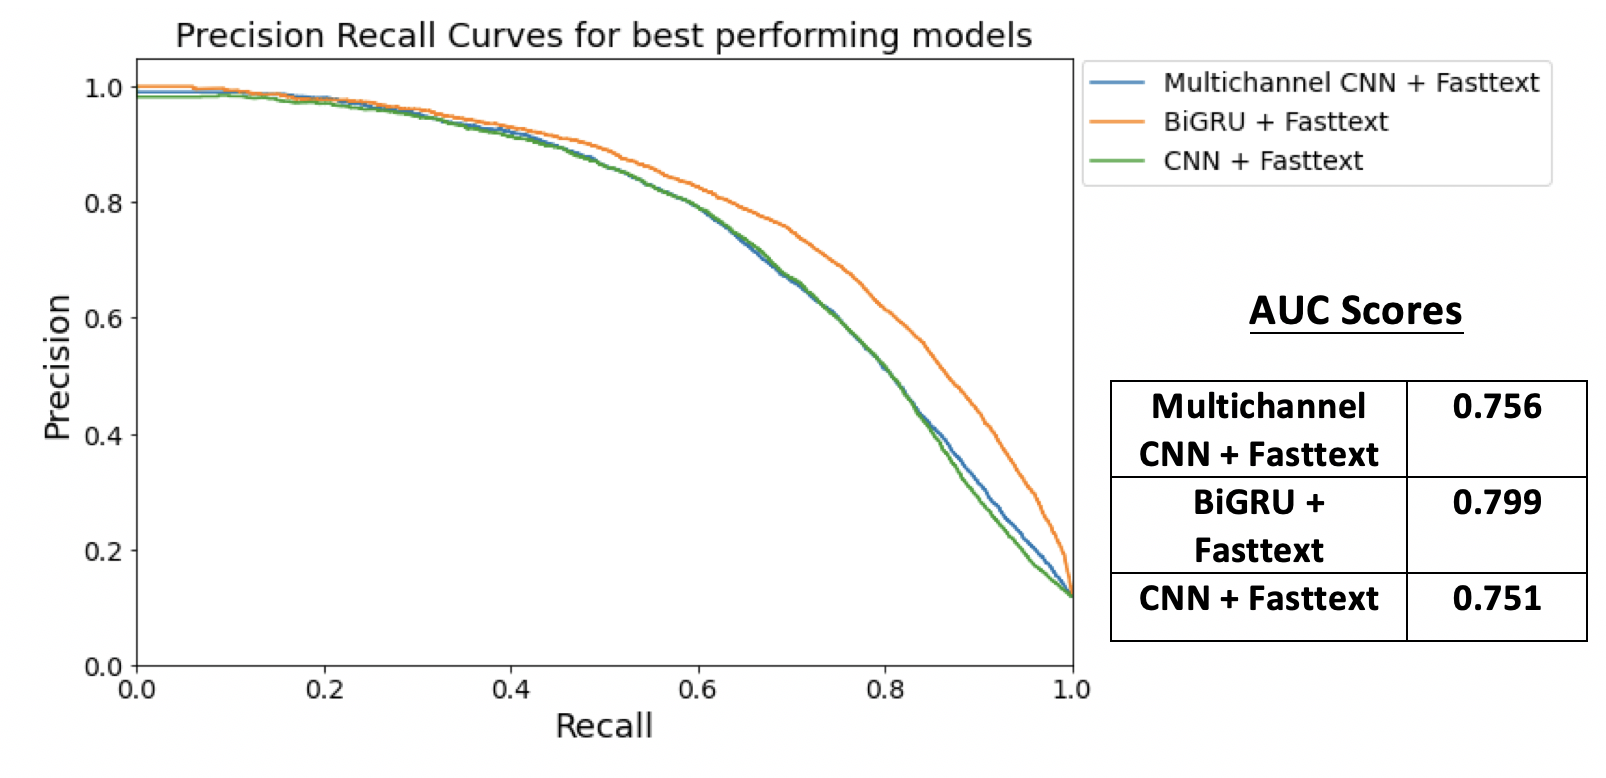 Precision Recall Curves for best performing models
Multichannel CNN + Fasttext
BiGRU + Fasttext
CNN + Fasttext
1.0
0.8
0.6
0.4
0.2
0.0
Precision
0.0 0.2 0.4 0.6 0.8 1.0
Recall
AUC Scores
Multichannel 0.756
CNN + Fasttext
BiGRU + 0.799
Fasttext
CNN + Fasttext 0.751